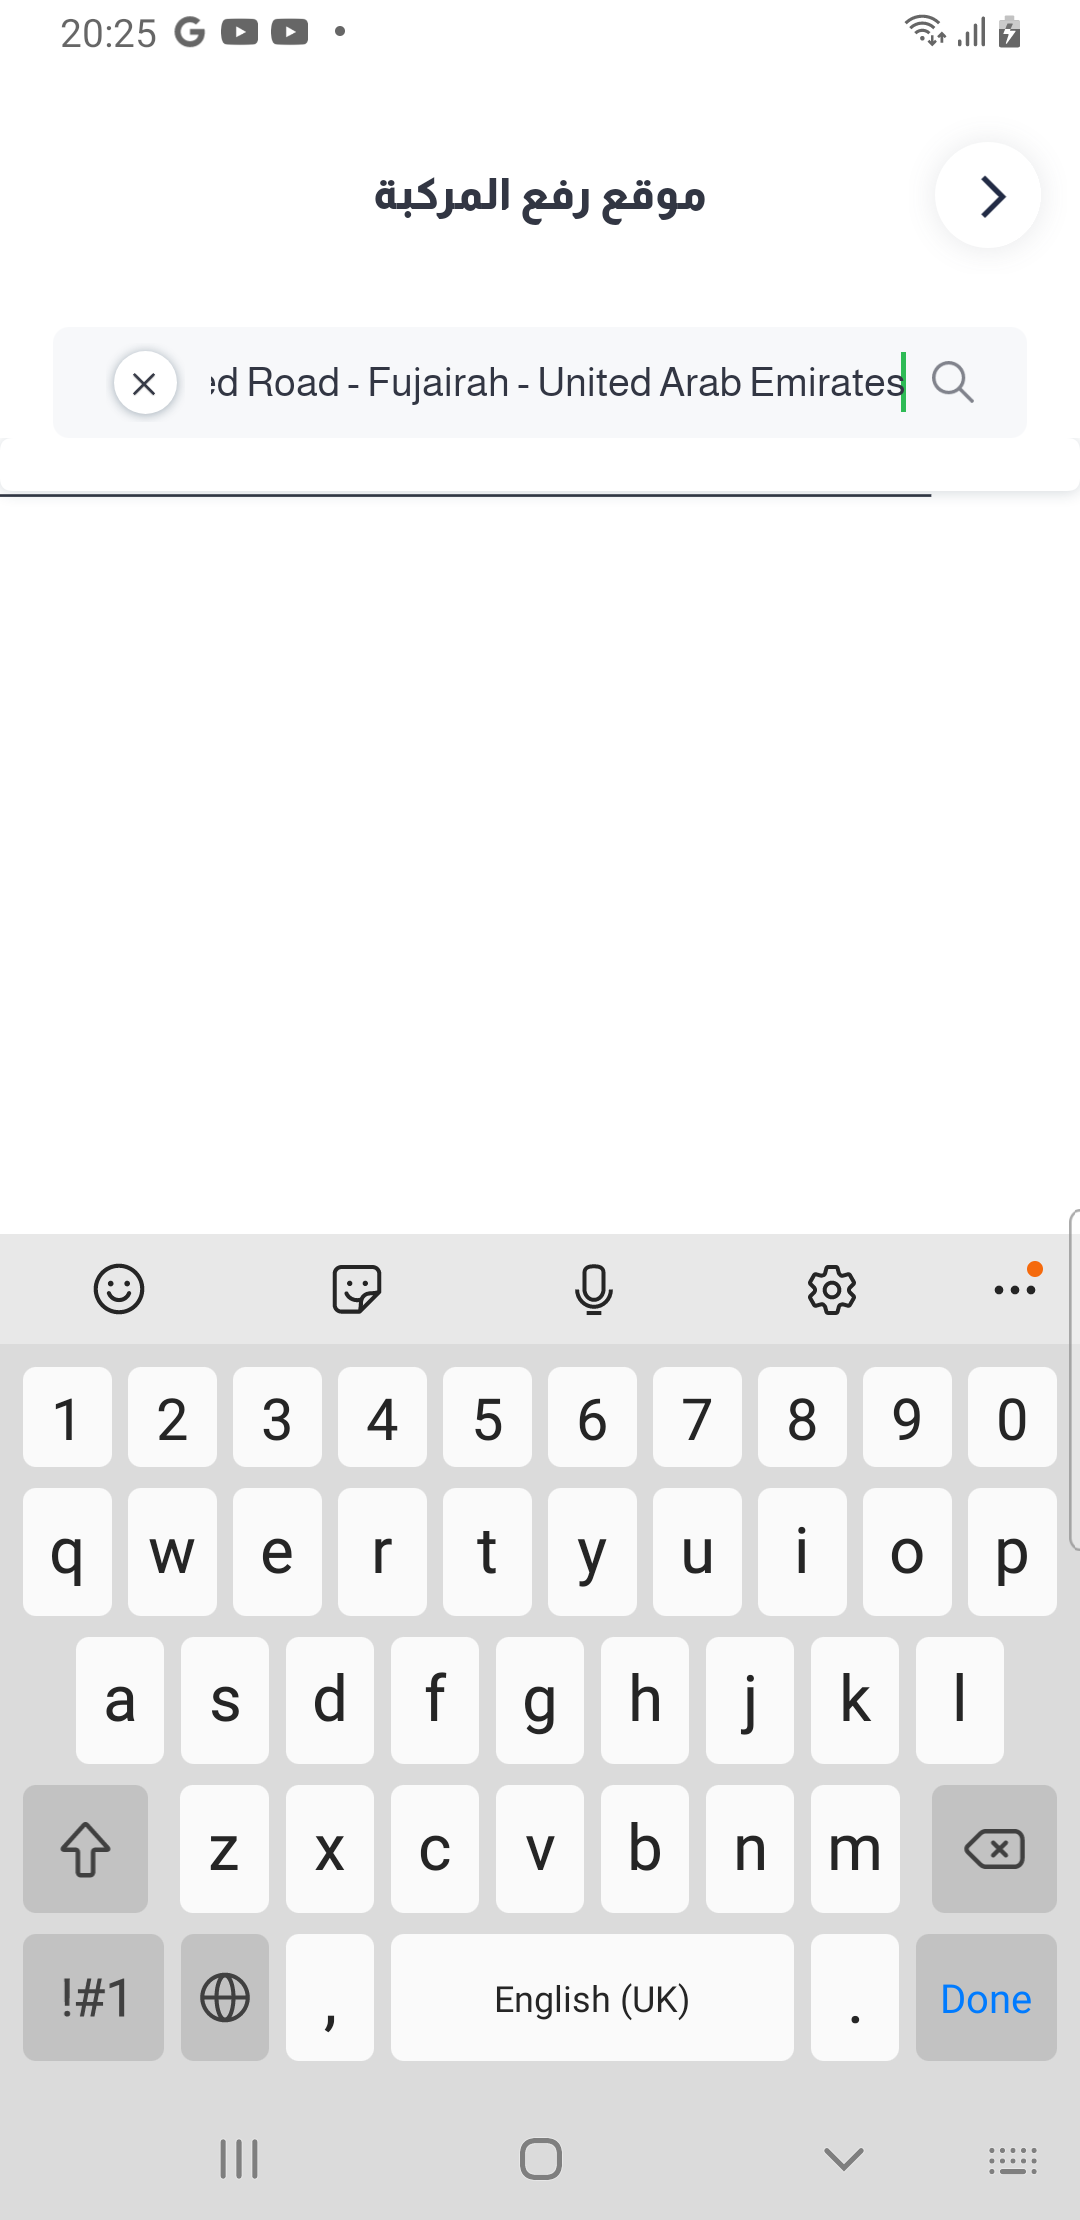 20:25
موقع رفع المركبة
ed Road - Fujairah - United Arab Emirates
1 2 3 4 5 6 7 8 9 0
q w e r t y u i o p
a s d f g h j k l
z x c v b n m
!#1 , English (UK) . Done